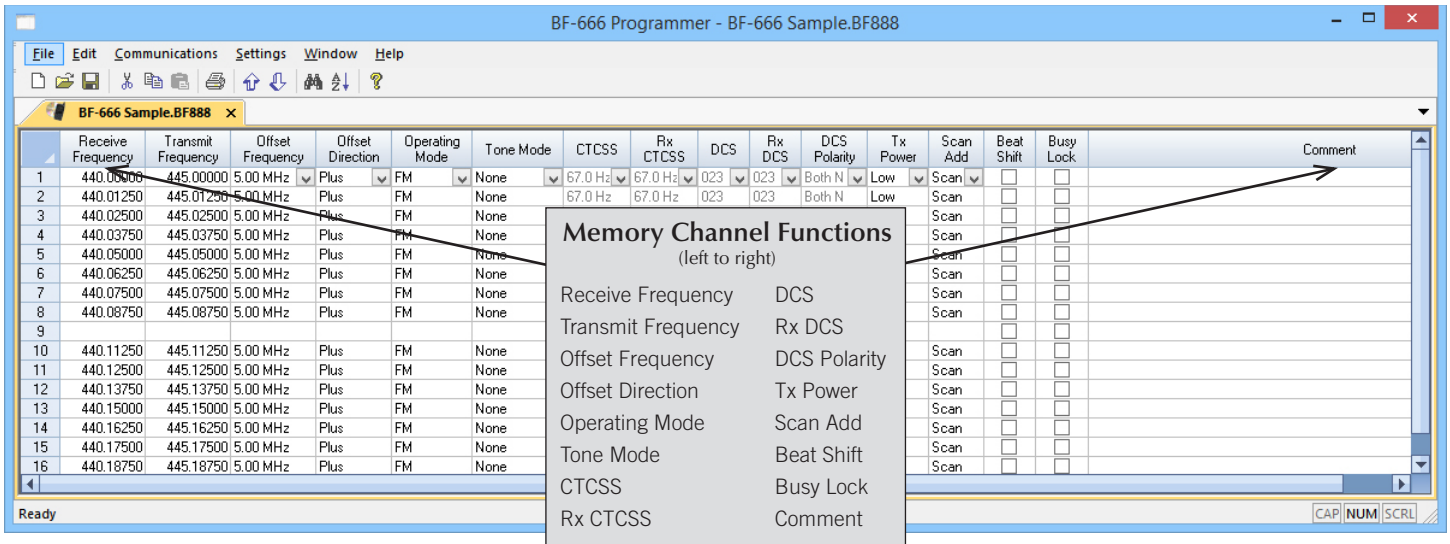 BF-666 Programmer - BF-666 Sample.BF888
File Edit Communications Settings Window Help
BF-666 Sample.BF888 x
Receive Frequency Transmit Frequency Offset Frequency Offset Direction Operating Mode Tone Mode CTCSS Rx CTCSS DCS Rx DCS DCS Polarity Tx Power Scan Add Beat Shift Busy Lock Comment
1 440.00000 445.00000 5.00 MHz Plus FM None 67.0 Hz 67.0 Hz 023 023 Both N Low Scan
2 440.01250 445.01250 5.00 MHz Plus FM None 67.0 Hz 67.0 Hz 023 023 Both N Low Scan
3 440.02500 445.02500 5.00 MHz Plus FM None Scan
4 440.03750 445.03750 5.00 MHz Plus FM None Scan
5 440.05000 445.05000 5.00 MHz Plus FM None Scan
6 440.06250 445.06250 5.00 MHz Plus FM None Scan
7 440.07500 445.07500 5.00 MHz Plus FM None Scan
8 440.08750 445.08750 5.00 MHz Plus FM None Scan
9
10 440.11250 445.11250 5.00 MHz Plus FM None Scan
11 440.12500 445.12500 5.00 MHz Plus FM None Scan
12 440.13750 445.13750 5.00 MHz Plus FM None Scan
13 440.15000 445.15000 5.00 MHz Plus FM None Scan
14 440.16250 445.16250 5.00 MHz Plus FM None Scan
15 440.17500 445.17500 5.00 MHz Plus FM None Scan
16 440.18750 445.18750 5.00 MHz Plus FM None Scan
Memory Channel Functions
(left to right)
Receive Frequency
Transmit Frequency
Offset Frequency
Offset Direction
Operating Mode
Tone Mode
CTCSS
Rx CTCSS
DCS
Rx DCS
DCS Polarity
Tx Power
Scan Add
Beat Shift
Busy Lock
Comment
Ready CAP NUM SCRL